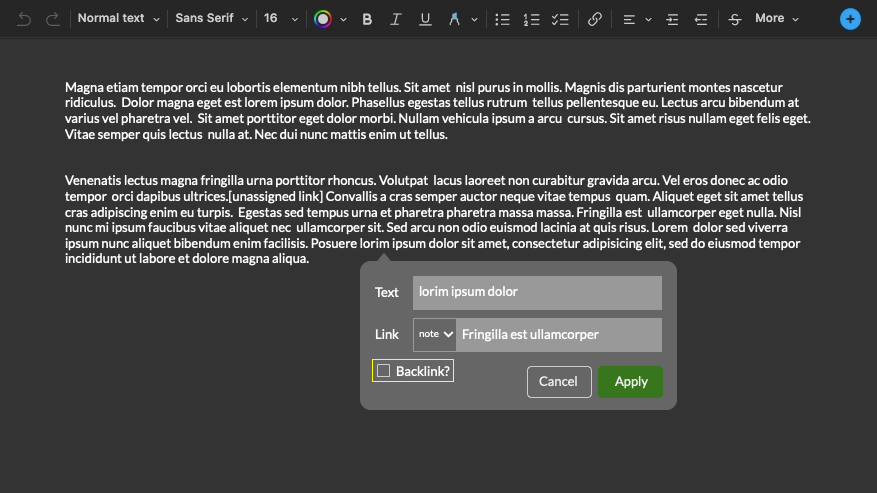 Normal text Sans Serif 16 B I U A More
Magna etiam tempor orci eu lobortis elementum nibh tellus. Sit amet nisl purus in mollis. Magnis dis parturient montes nascetur
ridiculus. Dolor magna eget est lorem ipsum dolor. Phasellus egestas tellus rutrum tellus pellentesque eu. Lectus arcu bibendum at
varius vel pharetra vel. Sit amet porttitor eget dolor morbi. Nullam vehicula ipsum a arcu cursus. Sit amet risus nullam eget felis eget.
Vitae semper quis lectus nulla at. Nec dui nunc mattis enim ut tellus.
Venenatis lectus magna fringilla urna porttitor rhoncus. Volutpat lacus laoreet non curabitur gravida arcu. Vel eros donec ac odio
tempor orci dapibus ultrices.[unassigned link] Convallis a cras semper auctor neque vitae tempus quam. Aliquet eget sit amet tellus
cras adipiscing enim eu turpis. Egestas sed tempus urna et pharetra pharetra massa massa. Fringilla est ullamcorper eget nulla. Nisl
nunc mi ipsum faucibus vitae aliquet nec ullamcorper sit. Sed arcu non odio euismod lacinia at quis risus. Lorem dolor sed viverra
ipsum nunc aliquet bibendum enim facilisis. Posuere lorim ipsum dolor sit amet, consectetur adipisicing elit, sed do eiusmod tempor
incididunt ut labore et dolore magna aliqua.
Text lorim ipsum dolor
Link note Fringilla est ullamcorper
Backlink?
Cancel Apply